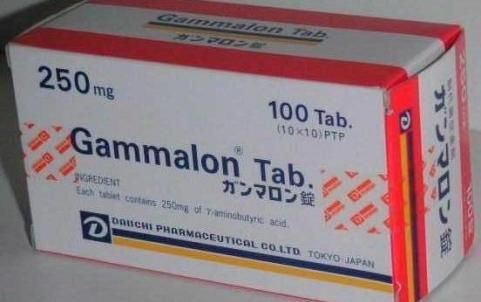 Gammalon Tab.
ガンマロン錠
250mg
100 Tab.
(10×10) PTP
Gammalon® Tab.
ガンマロン錠
INGREDIENT
Each tablet contains 250mg of γ-aminobutyric acid.
DAIICHI PHARMACEUTICAL CO.LTD. TOKYO JAPAN
ガンマロン錠